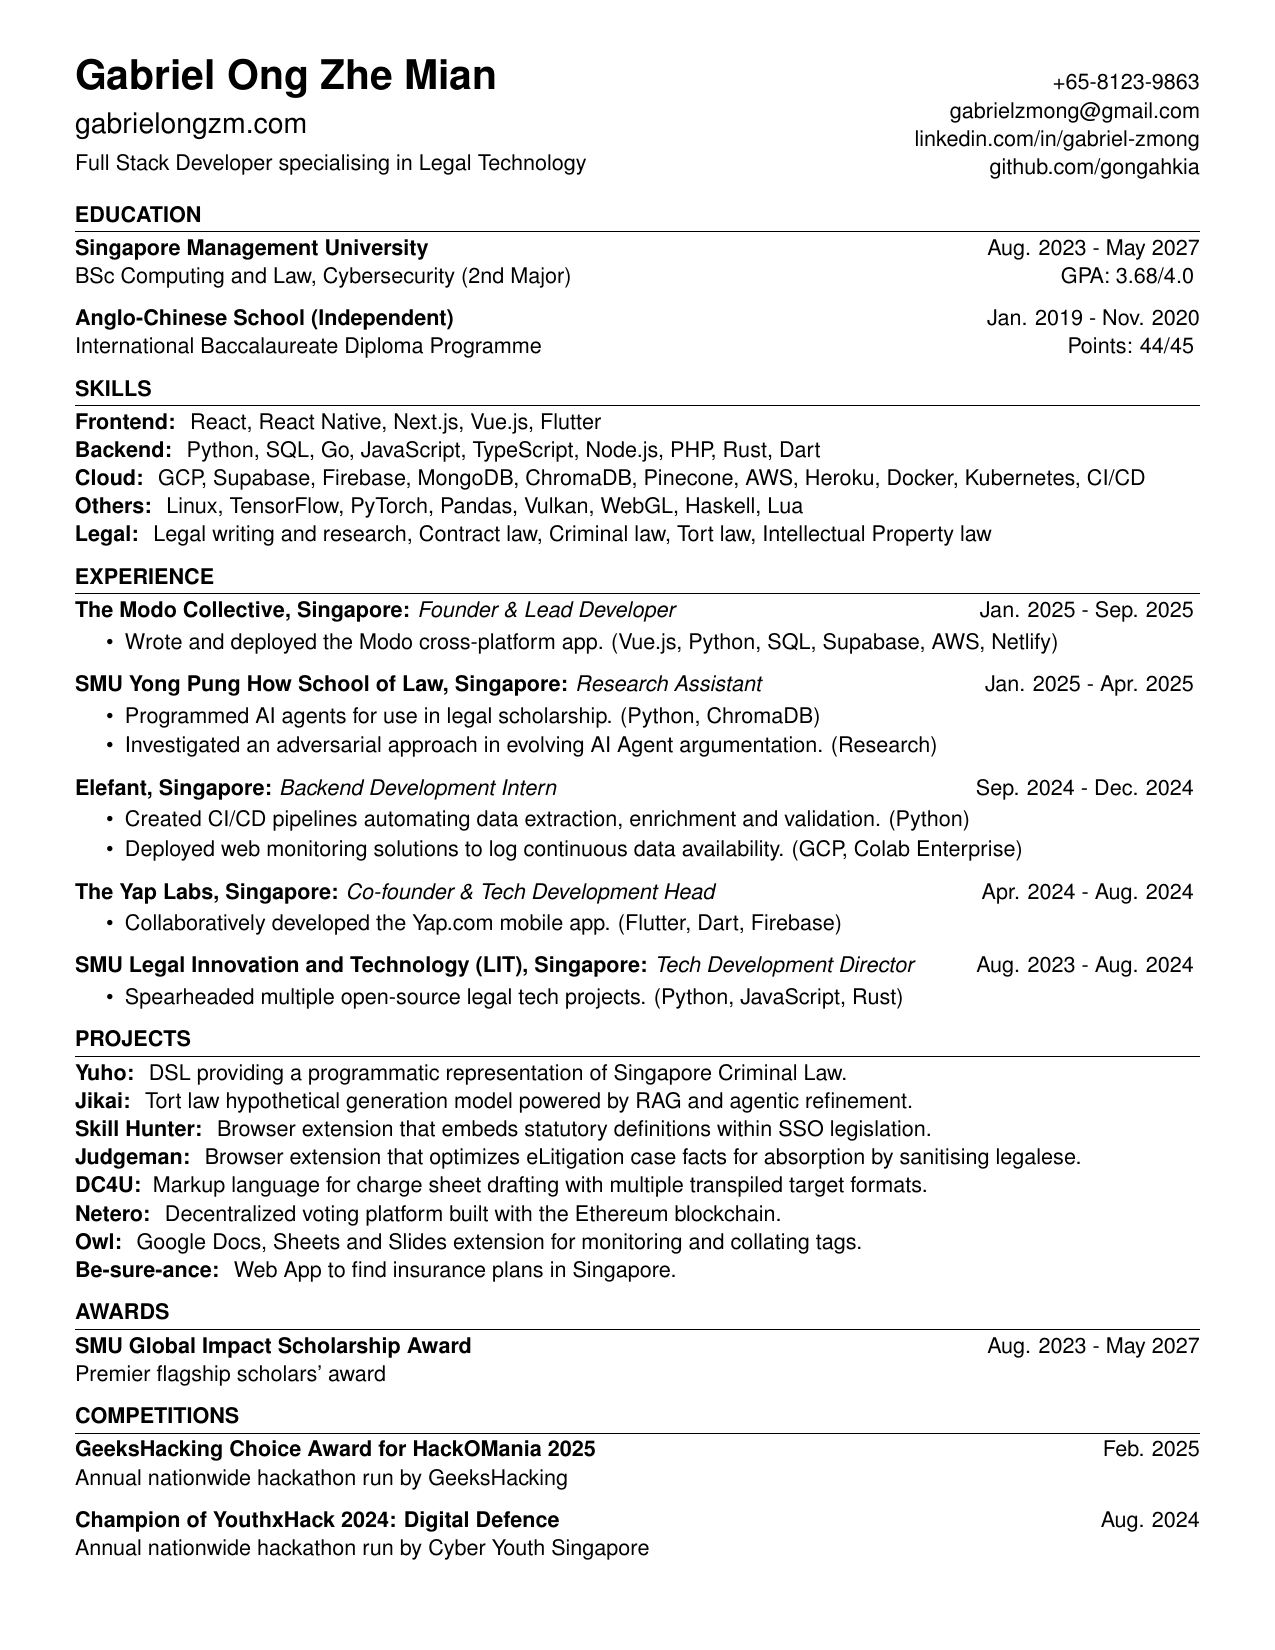 Gabriel Ong Zhe Mian
gabrielongzm.com
Full Stack Developer specialising in Legal Technology
+65-8123-9863
gabrielzmong@gmail.com
linkedin.com/in/gabriel-zmong
github.com/gongahkia
EDUCATION
Singapore Management University Aug. 2023 - May 2027
BSc Computing and Law, Cybersecurity (2nd Major) GPA: 3.68/4.0
Anglo-Chinese School (Independent) Jan. 2019 - Nov. 2020
International Baccalaureate Diploma Programme Points: 44/45
SKILLS
Frontend: React, React Native, Next.js, Vue.js, Flutter
Backend: Python, SQL, Go, JavaScript, TypeScript, Node.js, PHP, Rust, Dart
Cloud: GCP, Supabase, Firebase, MongoDB, ChromaDB, Pinecone, AWS, Heroku, Docker, Kubernetes, CI/CD
Others: Linux, TensorFlow, PyTorch, Pandas, Vulkan, WebGL, Haskell, Lua
Legal: Legal writing and research, Contract law, Criminal law, Tort law, Intellectual Property law
EXPERIENCE
The Modo Collective, Singapore: Founder & Lead Developer Jan. 2025 - Sep. 2025
• Wrote and deployed the Modo cross-platform app. (Vue.js, Python, SQL, Supabase, AWS, Netlify)
SMU Yong Pung How School of Law, Singapore: Research Assistant Jan. 2025 - Apr. 2025
• Programmed AI agents for use in legal scholarship. (Python, ChromaDB)
• Investigated an adversarial approach in evolving AI Agent argumentation. (Research)
Elefant, Singapore: Backend Development Intern Sep. 2024 - Dec. 2024
• Created CI/CD pipelines automating data extraction, enrichment and validation. (Python)
• Deployed web monitoring solutions to log continuous data availability. (GCP, Colab Enterprise)
The Yap Labs, Singapore: Co-founder & Tech Development Head Apr. 2024 - Aug. 2024
• Collaboratively developed the Yap.com mobile app. (Flutter, Dart, Firebase)
SMU Legal Innovation and Technology (LIT), Singapore: Tech Development Director Aug. 2023 - Aug. 2024
• Spearheaded multiple open-source legal tech projects. (Python, JavaScript, Rust)
PROJECTS
Yuho: DSL providing a programmatic representation of Singapore Criminal Law.
Jikai: Tort law hypothetical generation model powered by RAG and agentic refinement.
Skill Hunter: Browser extension that embeds statutory definitions within SSO legislation.
Judgeman: Browser extension that optimizes eLitigation case facts for absorption by sanitising legalese.
DC4U: Markup language for charge sheet drafting with multiple transpiled target formats.
Netero: Decentralized voting platform built with the Ethereum blockchain.
Owl: Google Docs, Sheets and Slides extension for monitoring and collating tags.
Be-sure-ance: Web App to find insurance plans in Singapore.
AWARDS
SMU Global Impact Scholarship Award Aug. 2023 - May 2027
Premier flagship scholars’ award
COMPETITIONS
GeeksHacking Choice Award for HackOMania 2025 Feb. 2025
Annual nationwide hackathon run by GeeksHacking
Champion of YouthxHack 2024: Digital Defence Aug. 2024
Annual nationwide hackathon run by Cyber Youth Singapore